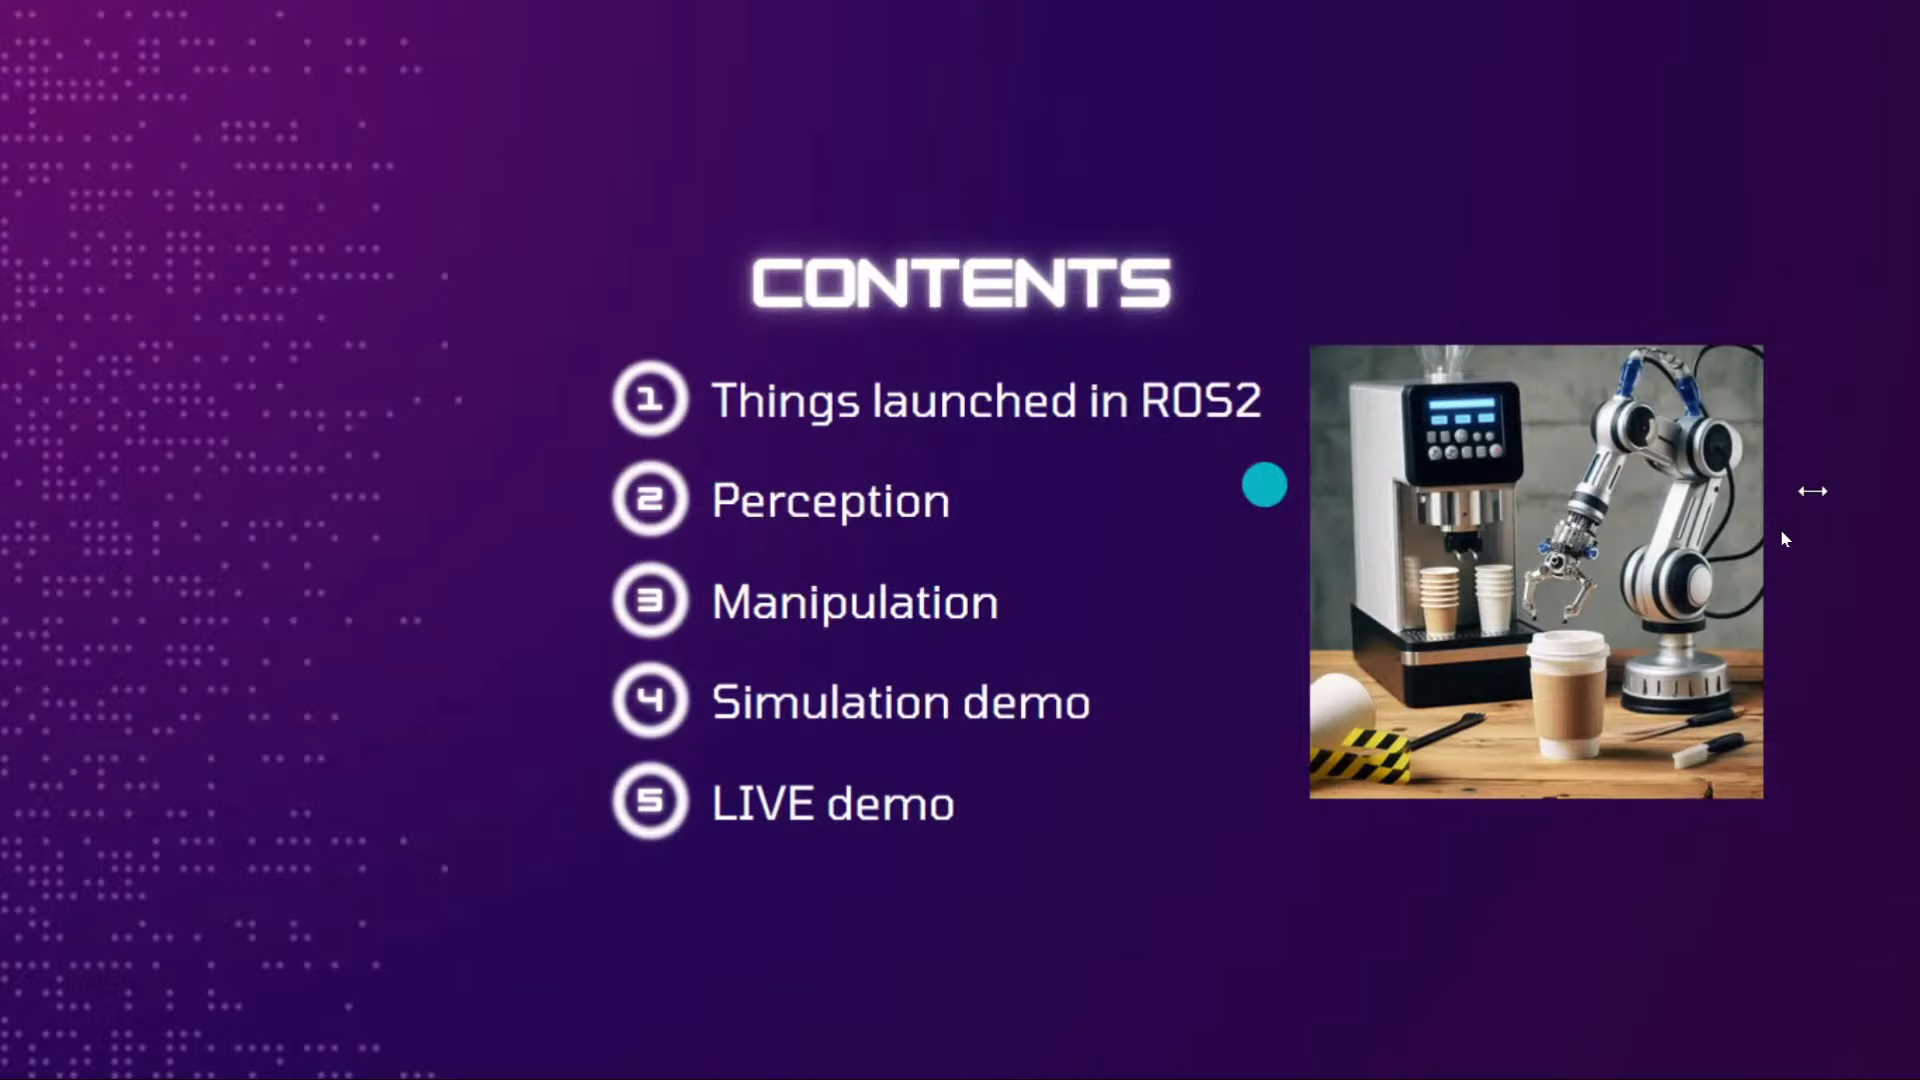 CONTENTS
1 Things launched in ROS2
2 Perception
3 Manipulation
4 Simulation demo
5 LIVE demo